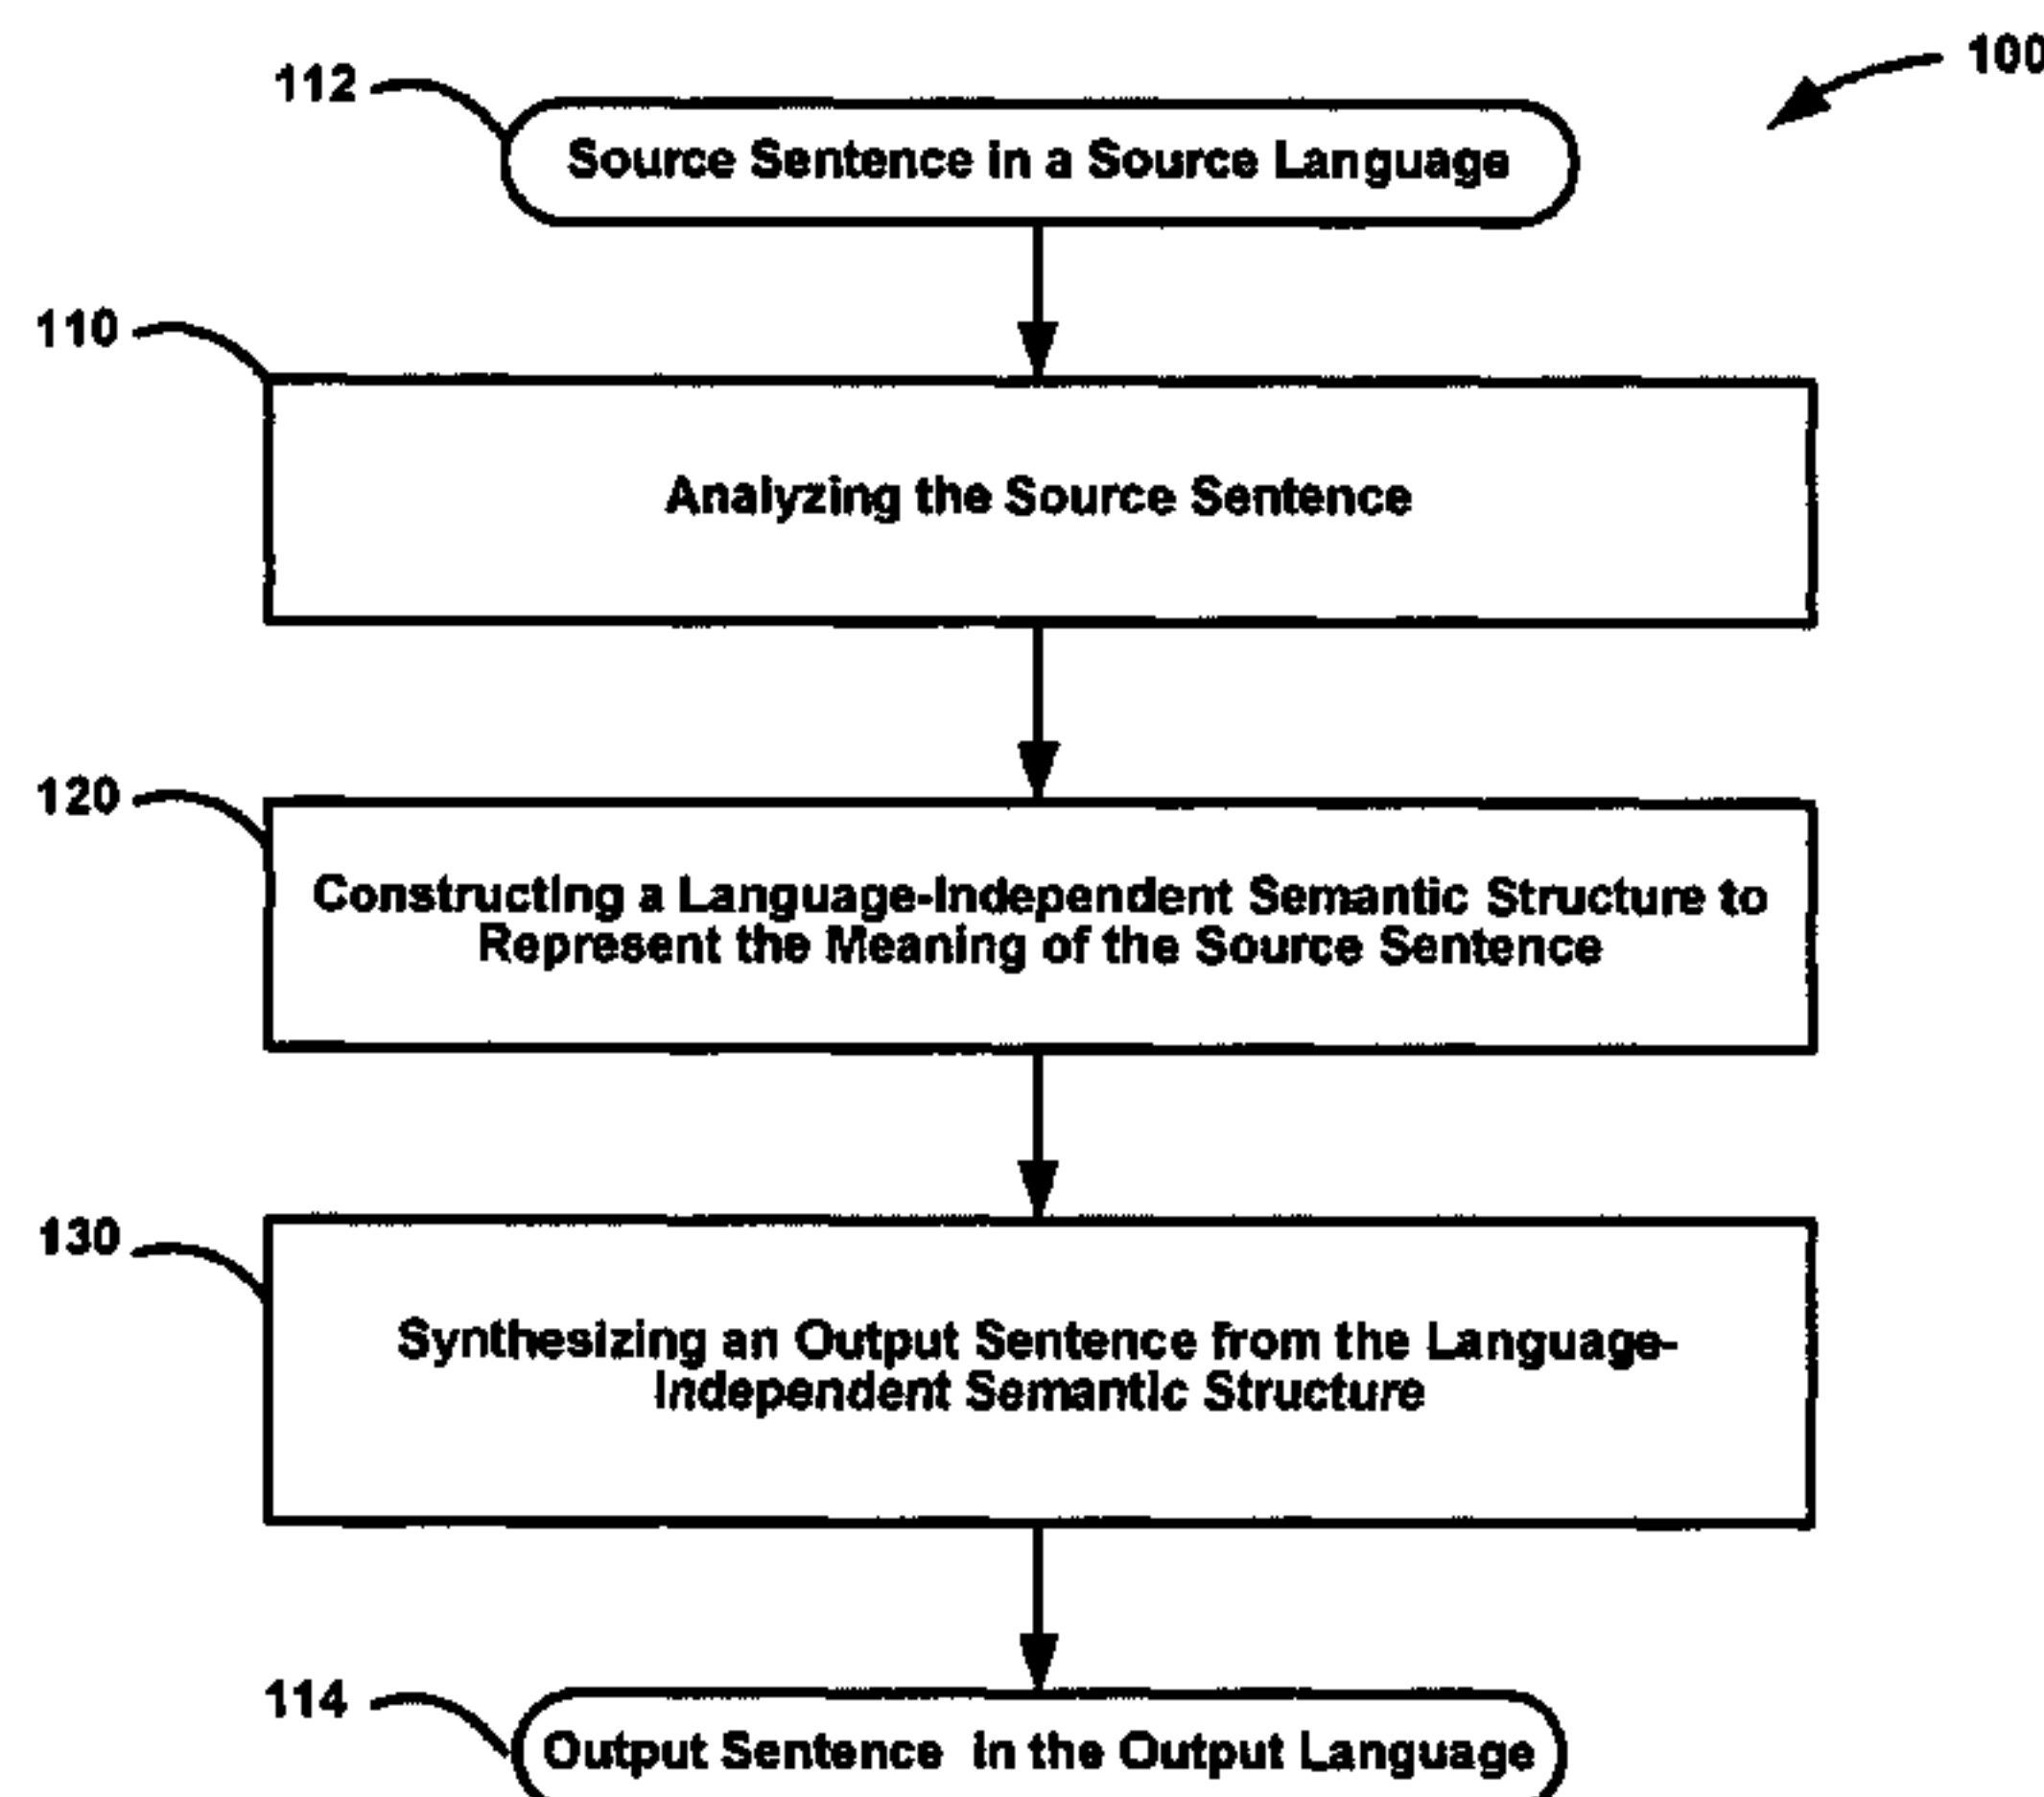 100
112
Source Sentence in a Source Language
110
Analyzing the Source Sentence
120
Constructing a Language-Independent Semantic Structure to
Represent the Meaning of the Source Sentence
130
Synthesizing an Output Sentence from the Language-
Independent Semantic Structure
114
Output Sentence in the Output Language